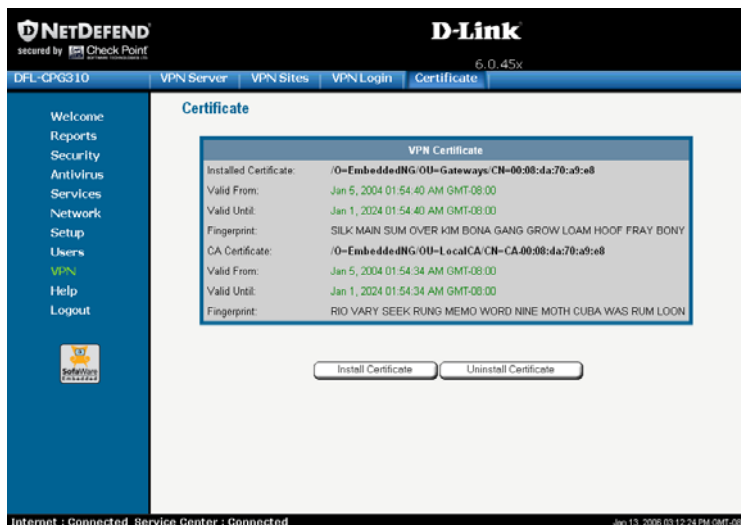 NETDEFEND
secured by Check Point
SOFTWARE TECHNOLOGIES LTD.
D-Link
6.0.45x
DFL-CPG310
VPN Server
VPN Sites
VPN Login
Certificate
Welcome
Reports
Security
Antivirus
Services
Network
Setup
Users
VPN
Help
Logout
SofaWare
Embedded
Certificate
VPN Certificate
Installed Certificate: /O=EmbeddedNG/OU=Gateways/CN=00:08:da:70:a9:e8
Valid From: Jan 5, 2004 01:54:40 AM GMT-08:00
Valid Until: Jan 1, 2024 01:54:40 AM GMT-08:00
Fingerprint: SILK MAIN SUM OVER KIM BONA GANG GROW LOAM HOOF FRAY BONY
CA Certificate: /O=EmbeddedNG/OU=LocalCA/CN=CA-00:08:da:70:a9:e8
Valid From: Jan 5, 2004 01:54:34 AM GMT-08:00
Valid Until: Jan 1, 2024 01:54:34 AM GMT-08:00
Fingerprint: RIO VARY SEEK RUNG MEMO WORD NINE MOTH CUBA WAS RUM LOON
Install Certificate
Uninstall Certificate
Internet : Connected Service Center : Connected
Jan 13, 2006 03:12:24 PM GMT-08